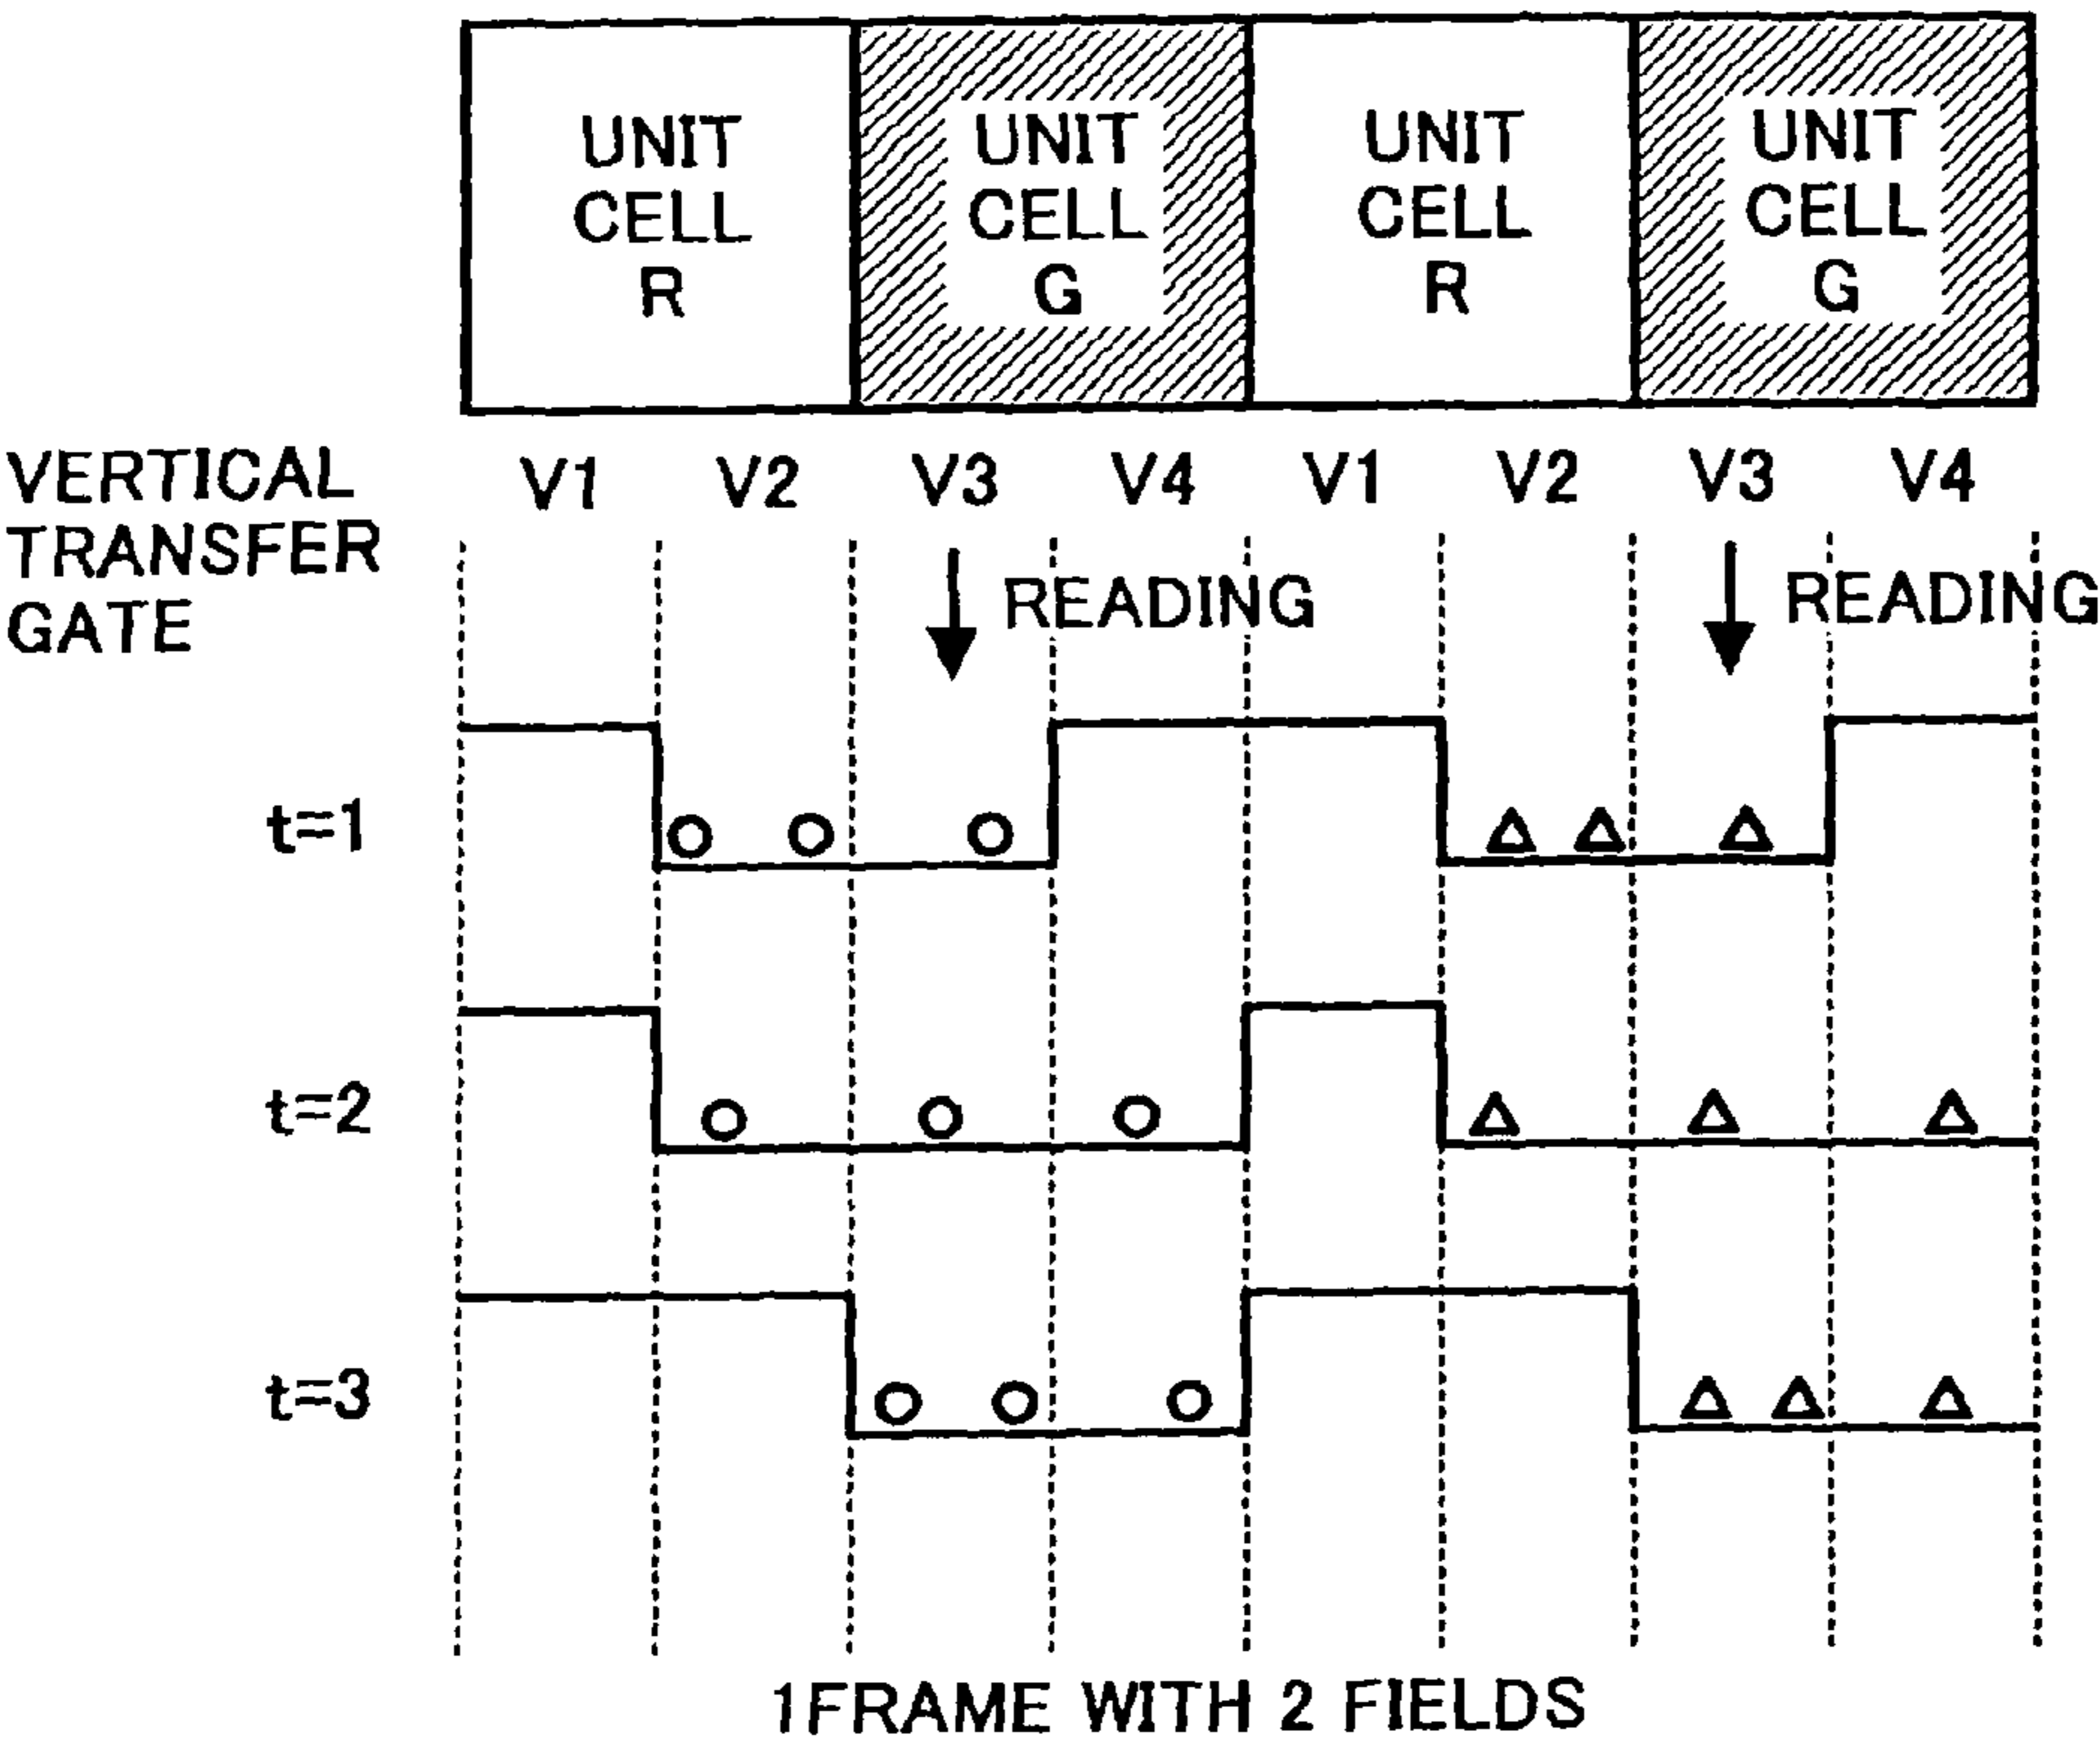 UNIT CELL R
UNIT CELL G
UNIT CELL R
UNIT CELL G
VERTICAL TRANSFER GATE
V1 V2 V3 V4 V1 V2 V3 V4
READING
READING
t=1
t=2
t=3
1FRAME WITH 2 FIELDS